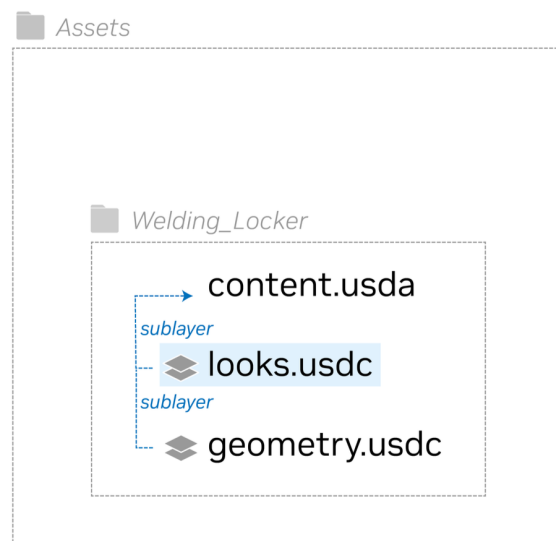 Assets
Welding_Locker
content.usda
sublayer
looks.usdc
sublayer
geometry.usdc